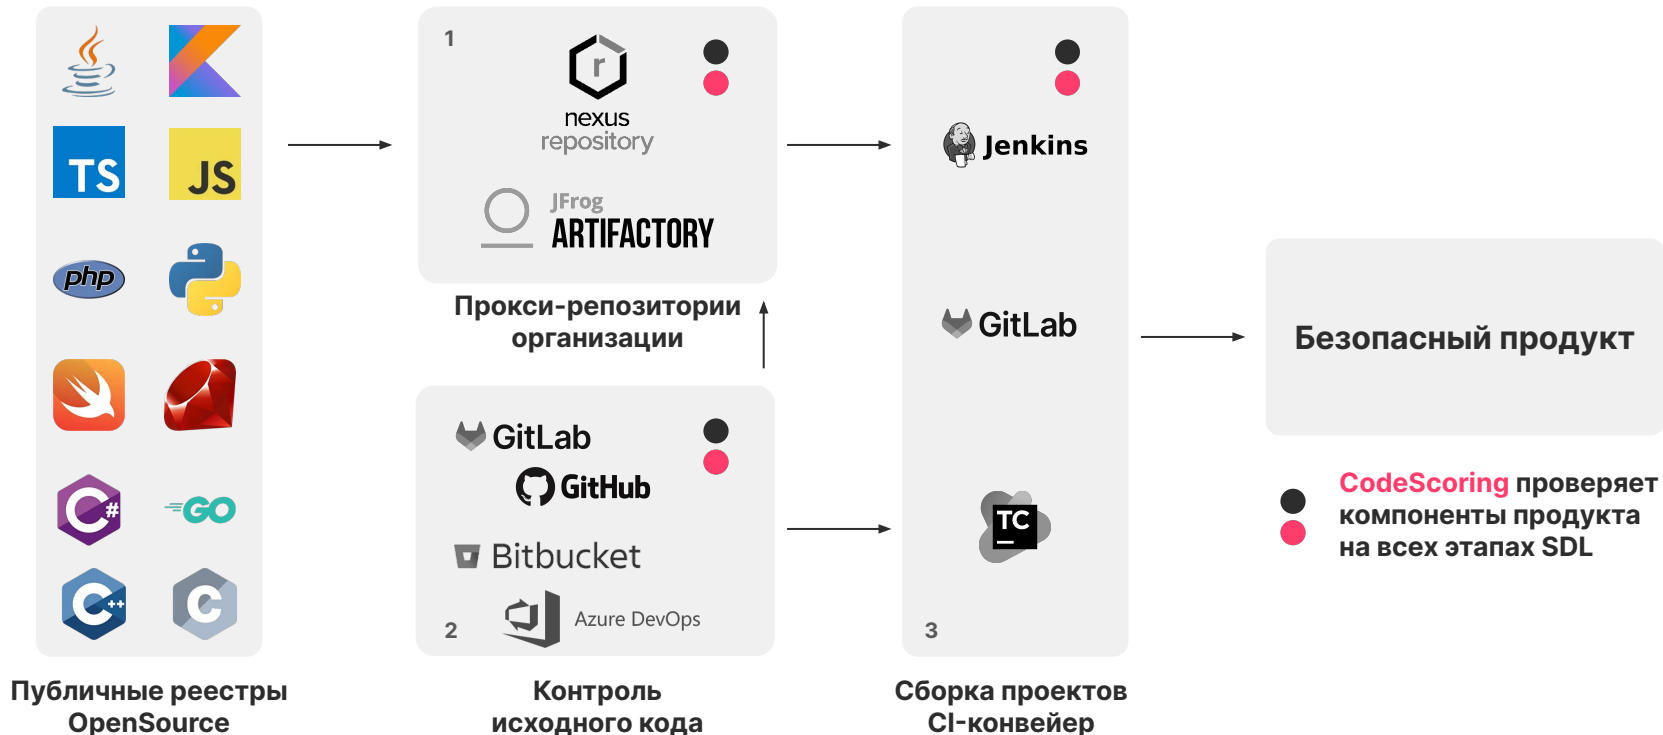 TS
JS
php
C#
GO
C++
C
Публичные реестры
OpenSource
1
r
nexus
repository
JFrog
ARTIFACTORY
Прокси-репозитории
организации
GitLab
GitHub
Bitbucket
Azure DevOps
2
Контроль
исходного кода
Jenkins
GitLab
TC
3
Сборка проектов
CI-конвейер
Безопасный продукт
CodeScoring проверяет
компоненты продукта
на всех этапах SDL